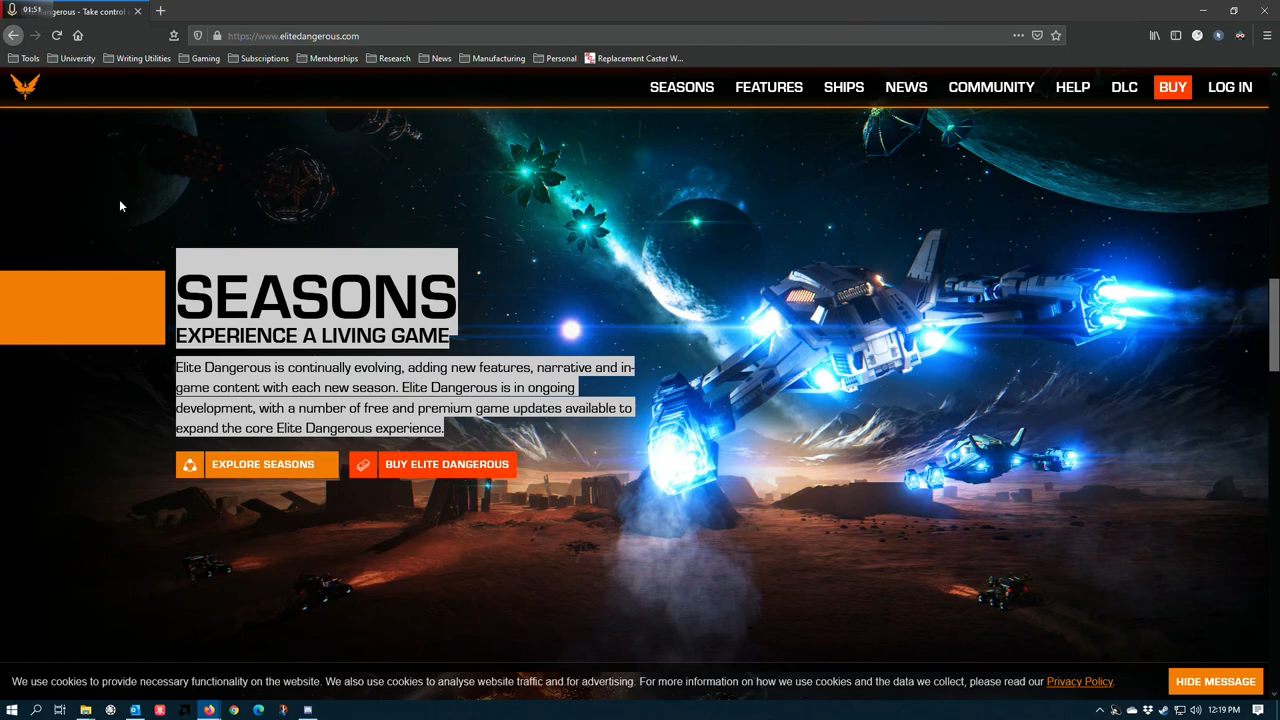 01:51
Dangerous - Take control
https://www.elitedangerous.com
Tools University Writing Utilities Gaming Subscriptions Memberships Research News Manufacturing Personal Replacement Caster W...
SEASONS FEATURES SHIPS NEWS COMMUNITY HELP DLC BUY LOG IN
SEASONS
EXPERIENCE A LIVING GAME
Elite Dangerous is continually evolving, adding new features, narrative and in-
game content with each new season. Elite Dangerous is in ongoing
development, with a number of free and premium game updates available to
expand the core Elite Dangerous experience.
EXPLORE SEASONS BUY ELITE DANGEROUS
We use cookies to provide necessary functionality on the website. We also use cookies to analyse website traffic and for advertising. For more information on how we use cookies and the data we collect, please read our Privacy Policy. HIDE MESSAGE
12:19 PM